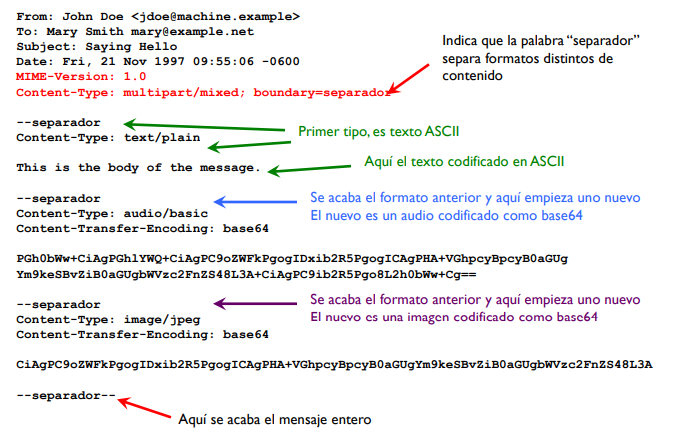 From: John Doe <jdoe@machine.example>
To: Mary Smith mary@example.net
Subject: Saying Hello
Date: Fri, 21 Nov 1997 09:55:06 -0600
MIME-Version: 1.0
Content-Type: multipart/mixed; boundary=separador
Indica que la palabra “separador”
separa formatos distintos de
contenido
--separador
Content-Type: text/plain
Primer tipo, es texto ASCII
This is the body of the message.
Aquí el texto codificado en ASCII
--separador
Content-Type: audio/basic
Content-Transfer-Encoding: base64
Se acaba el formato anterior y aquí empieza uno nuevo
El nuevo es un audio codificado como base64
PGh0bWw+CiAgPGhlYWQ+CiAgPC9oZWFkPgogIDxib2R5PgogICAgPHA+VGhpcyBpcyB0aGUg
Ym9keSBvZiB0aGUgbWVzc2FnZS48L3A+CiAgPC9ib2R5Pgo8L2h0bWw+Cg==
--separador
Content-Type: image/jpeg
Content-Transfer-Encoding: base64
Se acaba el formato anterior y aquí empieza uno nuevo
El nuevo es una imagen codificado como base64
CiAgPC9oZWFkPgogIDxib2R5PgogICAgPHA+VGhpcyBpcyB0aGUgYm9keSBvZiB0aGUgbWVzc2FnZS48L3A
--separador--
Aquí se acaba el mensaje entero